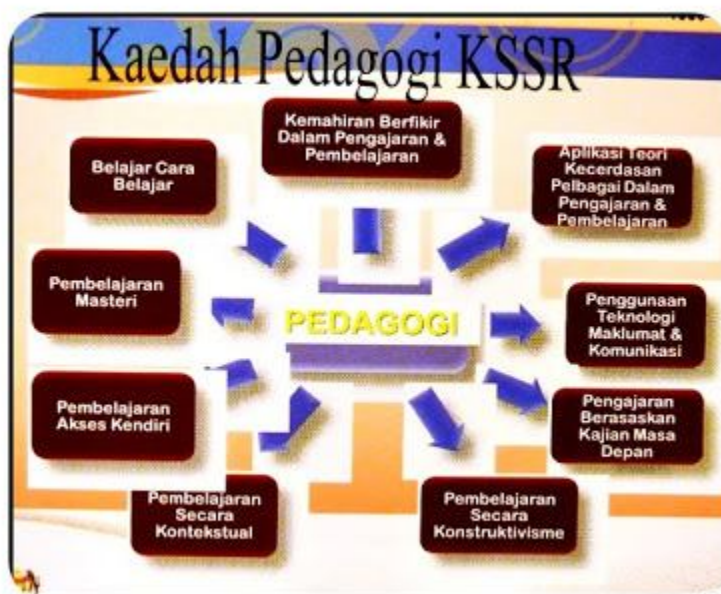 Kaedah Pedagogi KSSR
Kemahiran Berfikir
Dalam Pengajaran &
Pembelajaran
Belajar Cara
Belajar
Aplikasi Teori
Kecerdasan
Pelbagai Dalam
Pengajaran &
Pembelajaran
Pembelajaran
Masteri
PEDAGOGI
Penggunaan
Teknologi
Maklumat &
Komunikasi
Pembelajaran
Akses Kendiri
Pengajaran
Berasaskan
Kajian Masa
Depan
Pembelajaran
Secara
Kontekstual
Pembelajaran
Secara
Konstruktivisme